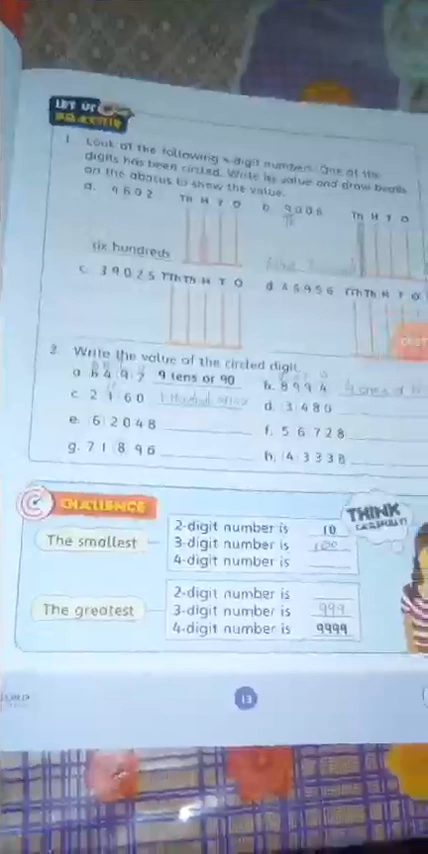 LET US PRACTISE
1. Look at the following 4-digit numbers. One of the
digits has been circled. Write its value and draw beads
on the abacus to show the value.
a. 4 6 0 2 Th H T O b. 9 0 0 8 Th H T O
six hundreds
c. 3 9 0 2 5 TTh Th H T O d. 4 5 9 5 6 TTh Th H T O
2. Write the value of the circled digit.
a. 6 4 9 7 9 tens or 90 b. 8 9 9 4
c. 2 1 6 0 d. 3 4 8 0
e. 6 2 0 4 8 f. 5 6 7 2 8
g. 7 1 8 9 6 h. 4 3 3 3 8
CHALLENGE
THINK
2-digit number is 10
The smallest 3-digit number is 100
4-digit number is
2-digit number is
The greatest 3-digit number is 999
4-digit number is 9999
13